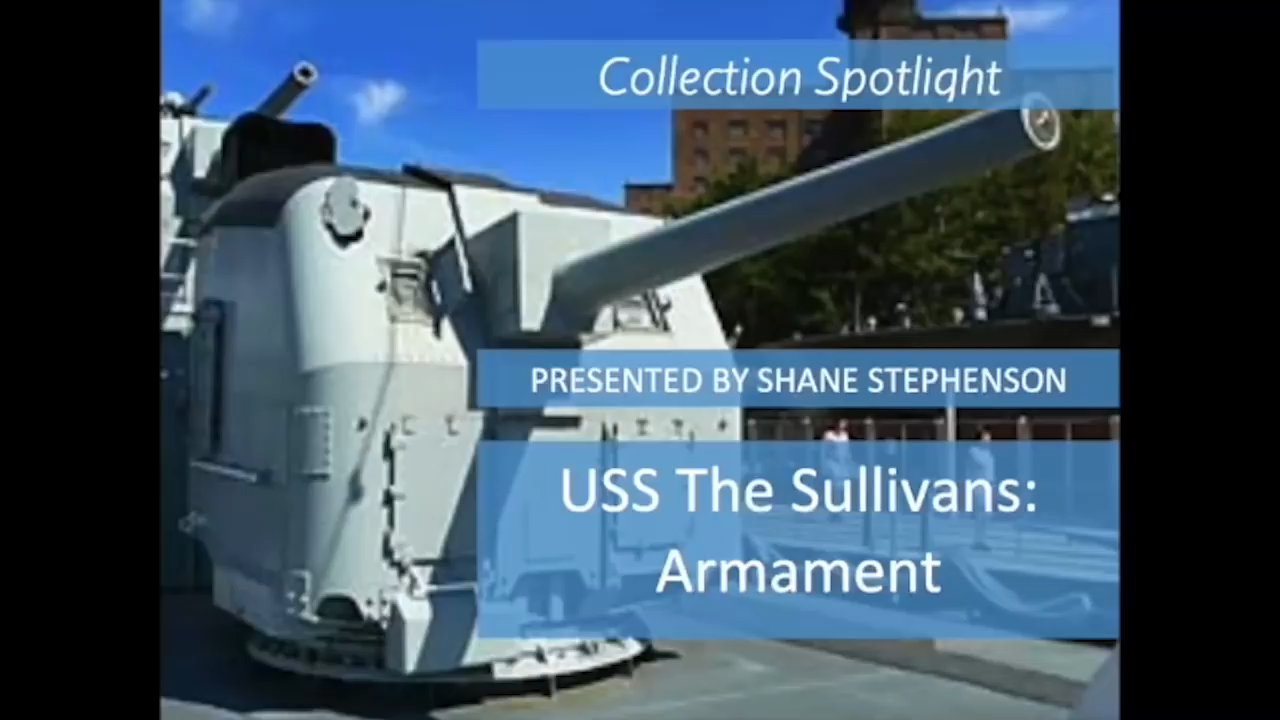 Collection Spotlight
PRESENTED BY SHANE STEPHENSON
USS The Sullivans:
Armament